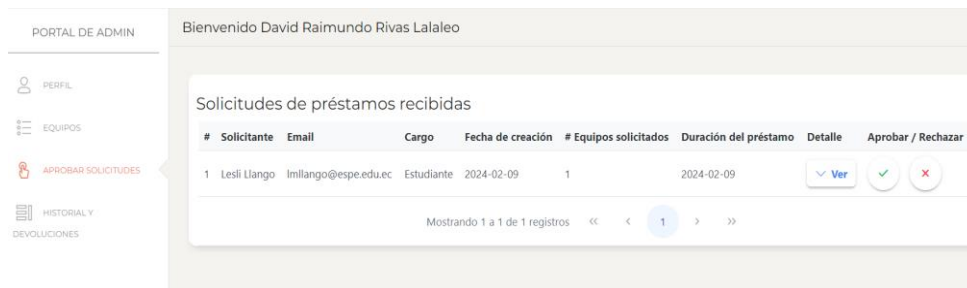 PORTAL DE ADMIN
Bienvenido David Raimundo Rivas Lalaleo
PERFIL
EQUIPOS
APROBAR SOLICITUDES
HISTORIAL Y
DEVOLUCIONES
Solicitudes de préstamos recibidas
# Solicitante Email Cargo Fecha de creación # Equipos solicitados Duración del préstamo Detalle Aprobar / Rechazar
1 Lesli Llango lmllango@espe.edu.ec Estudiante 2024-02-09 1 2024-02-09 Ver
Mostrando 1 a 1 de 1 registros << < 1 > >>